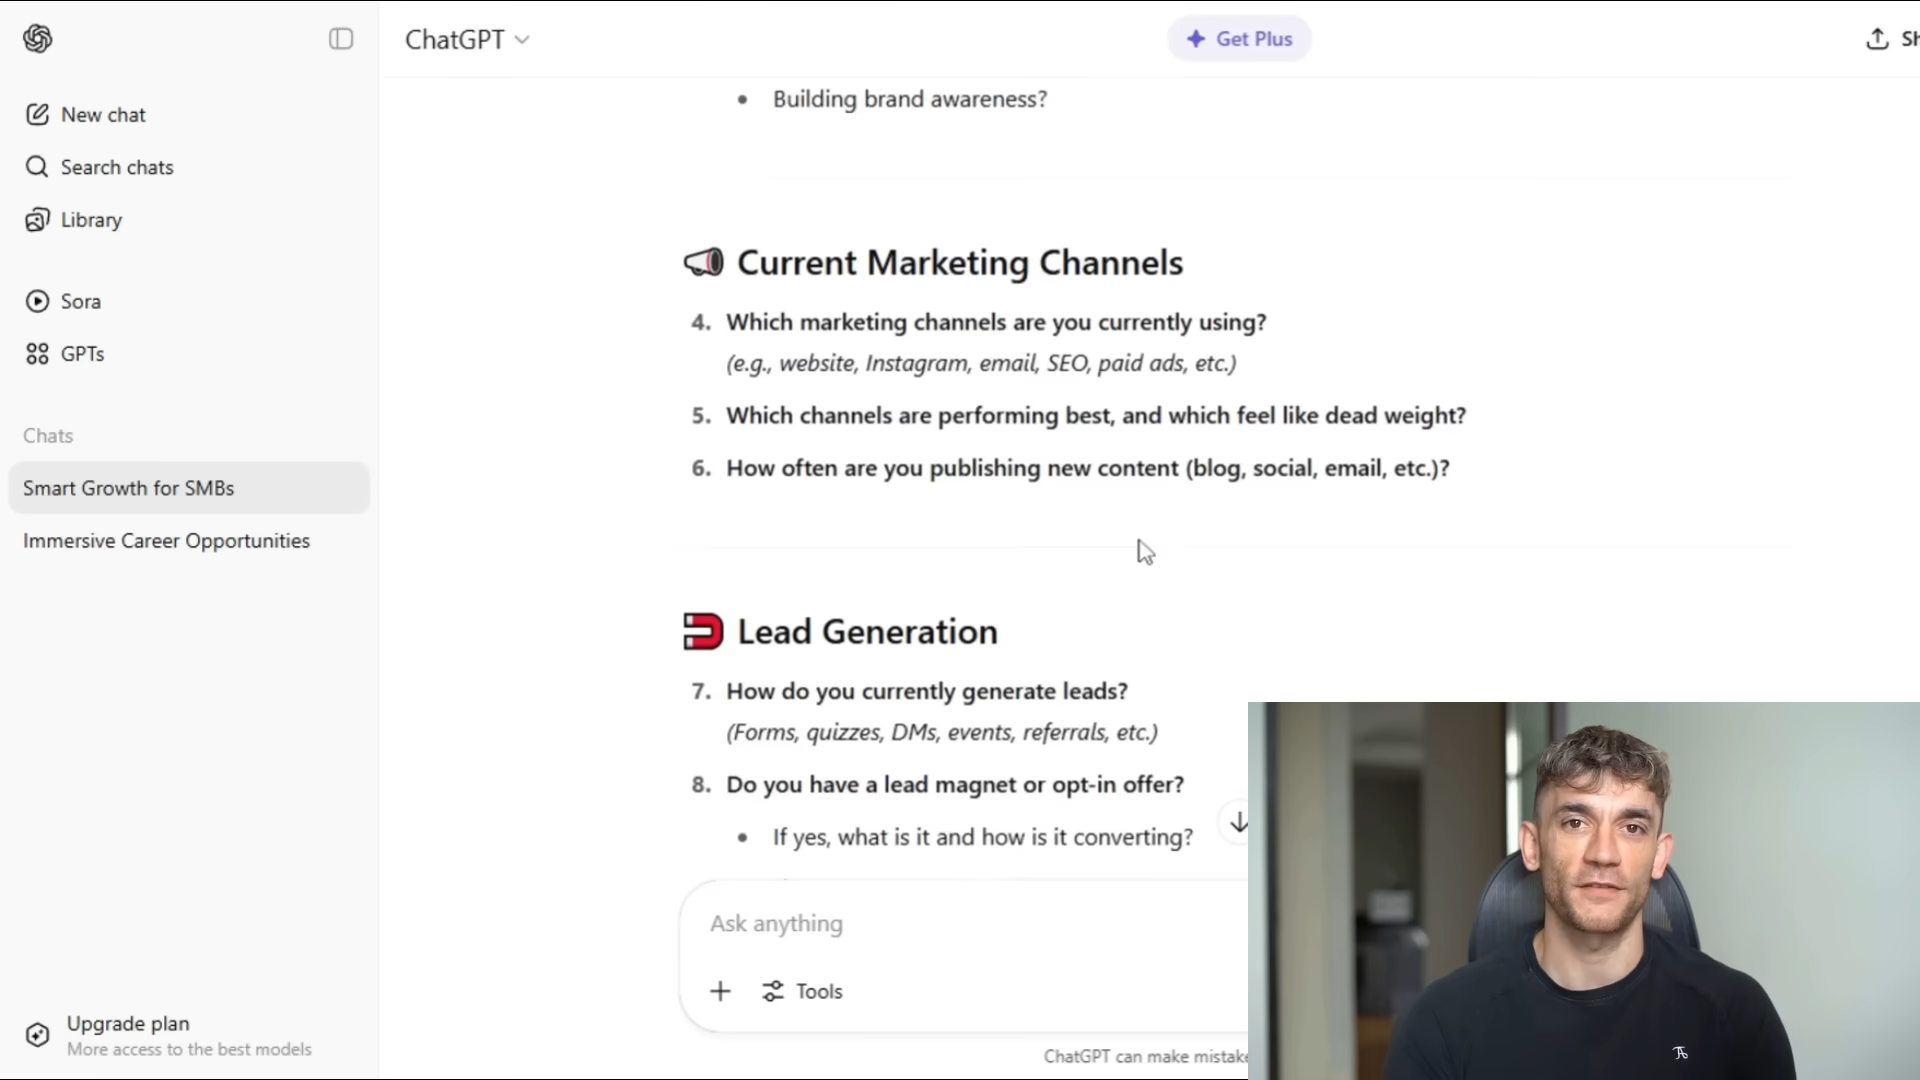 ChatGPT
Get Plus
Sh
New chat
Search chats
Library
Sora
GPTs
Chats
Smart Growth for SMBs
Immersive Career Opportunities
Upgrade plan
More access to the best models
• Building brand awareness?
Current Marketing Channels
4. Which marketing channels are you currently using?
(e.g., website, Instagram, email, SEO, paid ads, etc.)
5. Which channels are performing best, and which feel like dead weight?
6. How often are you publishing new content (blog, social, email, etc.)?
Lead Generation
7. How do you currently generate leads?
(Forms, quizzes, DMs, events, referrals, etc.)
8. Do you have a lead magnet or opt-in offer?
• If yes, what is it and how is it converting?
Ask anything
Tools
ChatGPT can make mistake